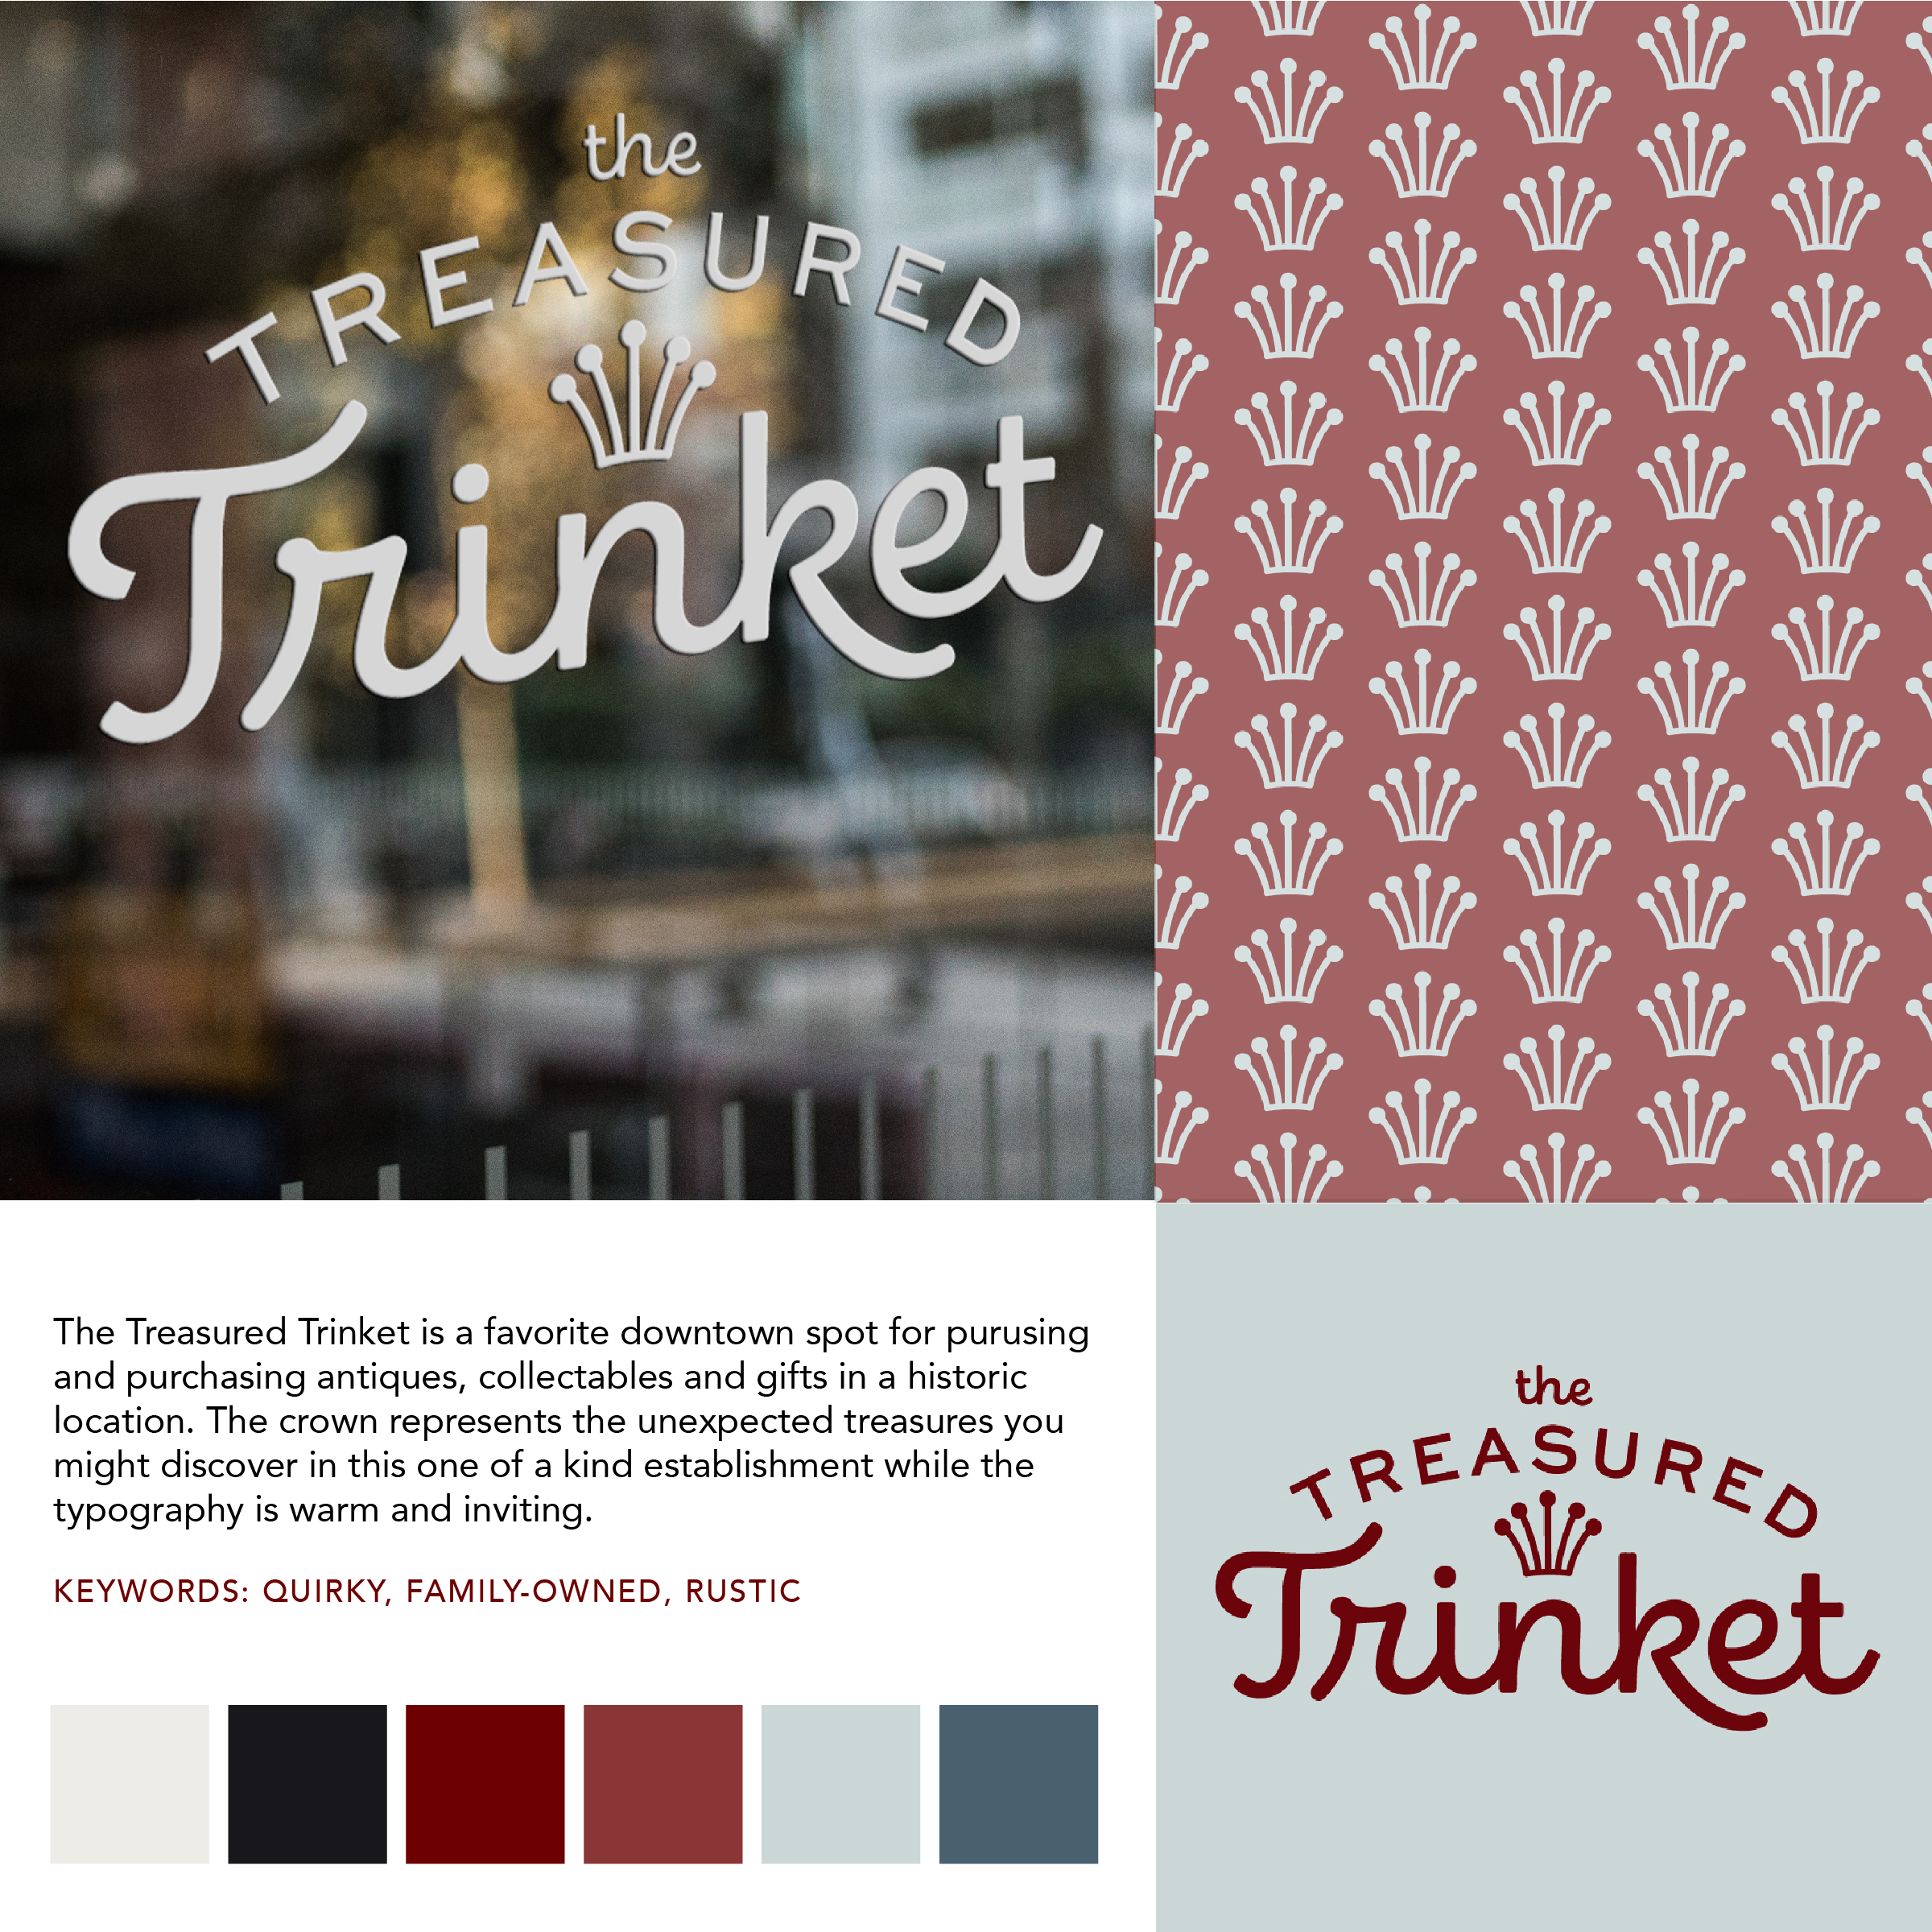 the
TREASURED
Trinket
The Treasured Trinket is a favorite downtown spot for purusing
and purchasing antiques, collectables and gifts in a historic
location. The crown represents the unexpected treasures you
might discover in this one of a kind establishment while the
typography is warm and inviting.
KEYWORDS: QUIRKY, FAMILY-OWNED, RUSTIC
the
TREASURED
Trinket